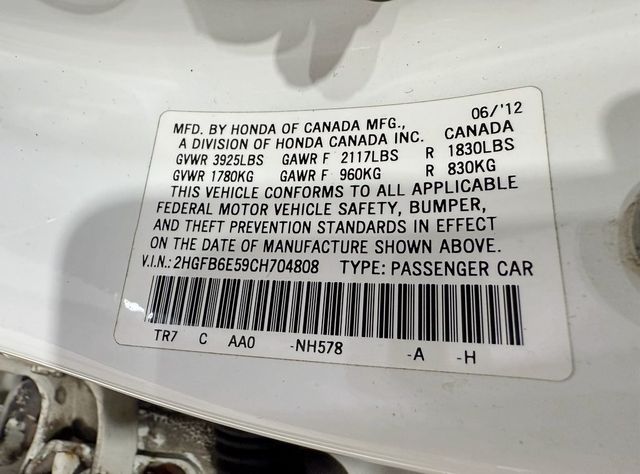 06/'12
MFD. BY HONDA OF CANADA MFG.,
A DIVISION OF HONDA CANADA INC. CANADA
GVWR 3925LBS GAWR F 2117LBS R 1830LBS
GVWR 1780KG GAWR F 960KG R 830KG
THIS VEHICLE CONFORMS TO ALL APPLICABLE
FEDERAL MOTOR VEHICLE SAFETY, BUMPER,
AND THEFT PREVENTION STANDARDS IN EFFECT
ON THE DATE OF MANUFACTURE SHOWN ABOVE.
V.I.N.: 2HGFB6E59CH704808 TYPE: PASSENGER CAR
TR7 C AA0 -NH578 -A -H